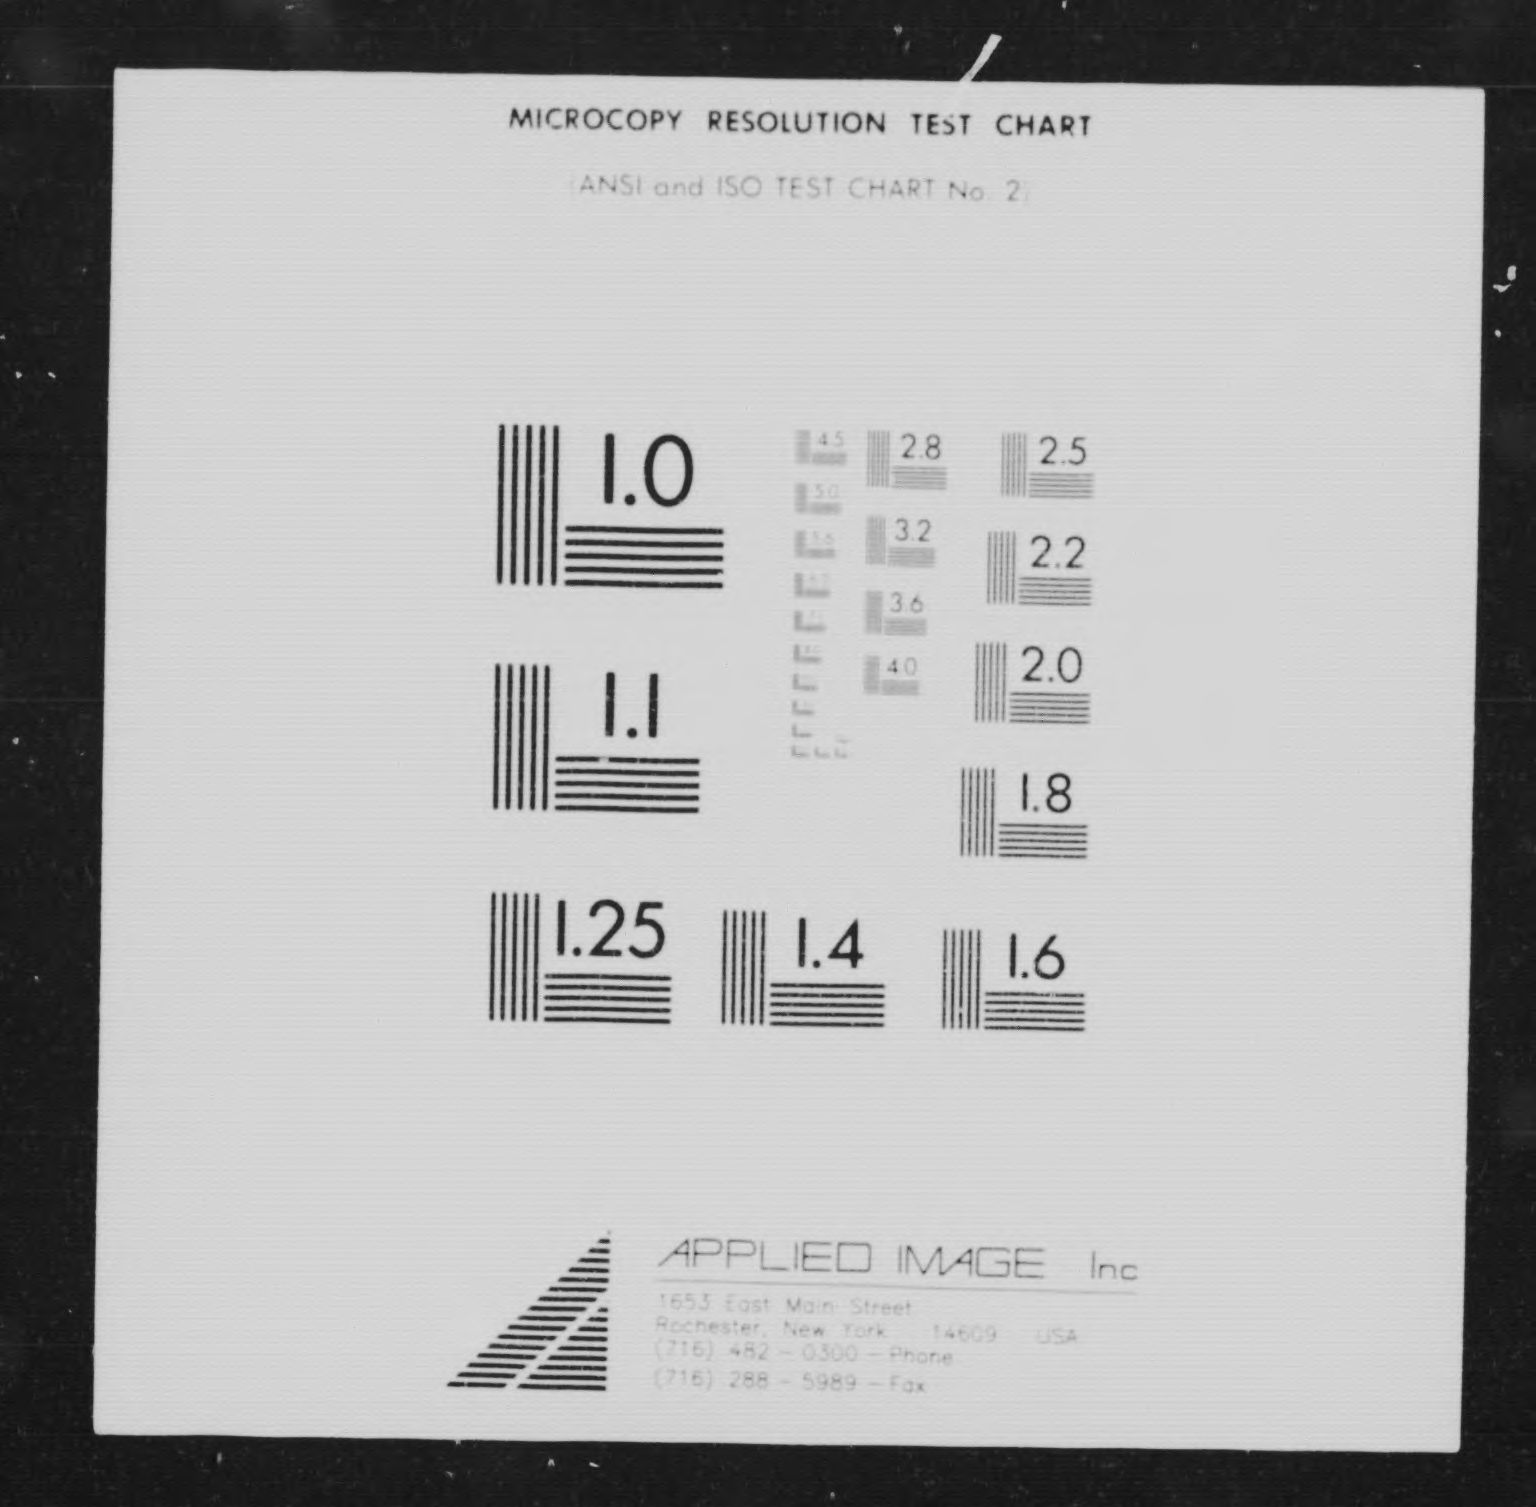 MICROCOPY RESOLUTION TEST CHART
(ANSI and ISO TEST CHART No. 2)
1.0
4.5
2.8
2.5
5.0
3.2
2.2
3.6
4.0
2.0
1.1
1.8
1.25
1.4
1.6
APPLIED IMAGE Inc
1653 East Main Street
Rochester, New York 14609 USA
(716) 482 - 0300 - Phone
(716) 288 - 5989 - Fax